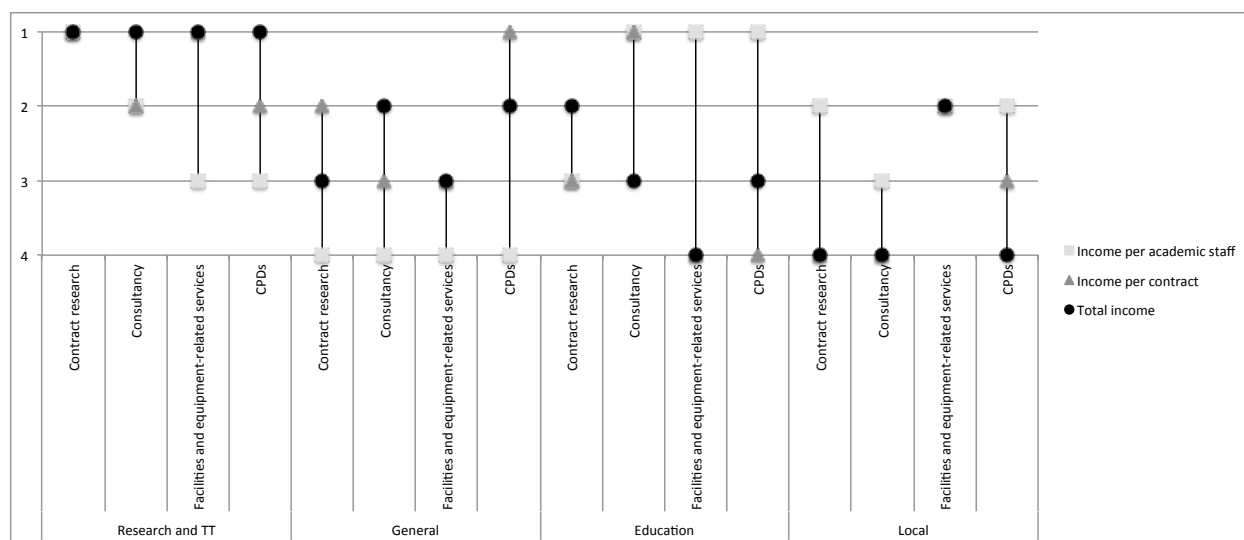 1
2
3
4
Contract research
Consultancy
Facilities and equipment-related services
CPDs
Contract research
Consultancy
Facilities and equipment-related services
CPDs
Contract research
Consultancy
Facilities and equipment-related services
CPDs
Contract research
Consultancy
Facilities and equipment-related services
CPDs
Research and TT
General
Education
Local
Income per academic staff
Income per contract
Total income